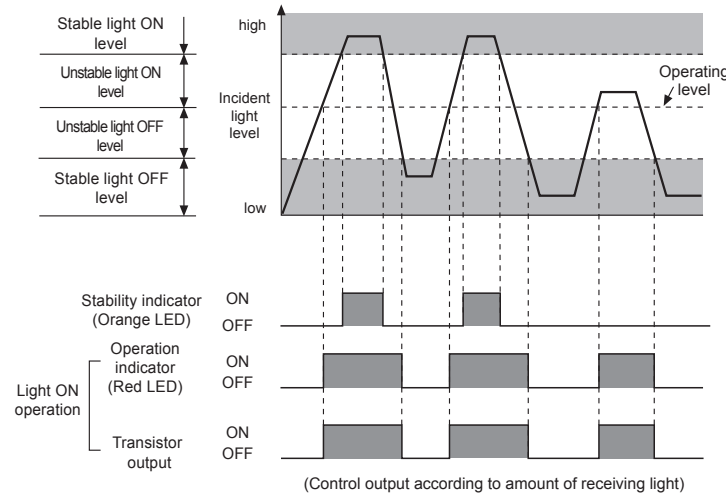 Stable light ON
level
Unstable light ON
level
Unstable light OFF
level
Stable light OFF
level
high
Incident
light
level
low
Operating
level
Stability indicator
(Orange LED)
ON
OFF
Light ON
operation
Operation
indicator
(Red LED)
ON
OFF
Transistor
output
ON
OFF
(Control output according to amount of receiving light)